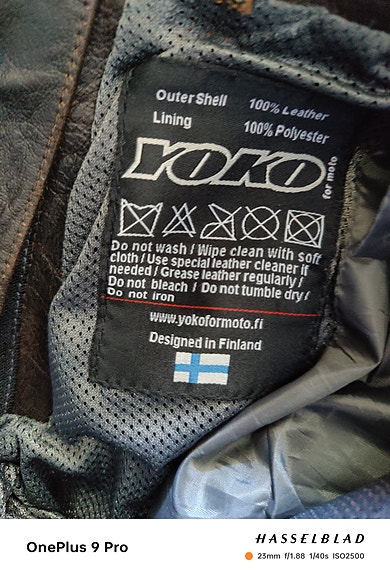 Outer Shell 100% Leather
Lining 100% Polyester
YOKO for moto
Do not wash / Wipe clean with soft
cloth / Use special leather cleaner if
needed / Grease leather regularly /
Do not bleach / Do not tumble dry /
Do not iron
www.yokoformoto.fi
Designed in Finland
OnePlus 9 Pro
HASSELBLAD
23mm f/1.88 1/40s ISO2500